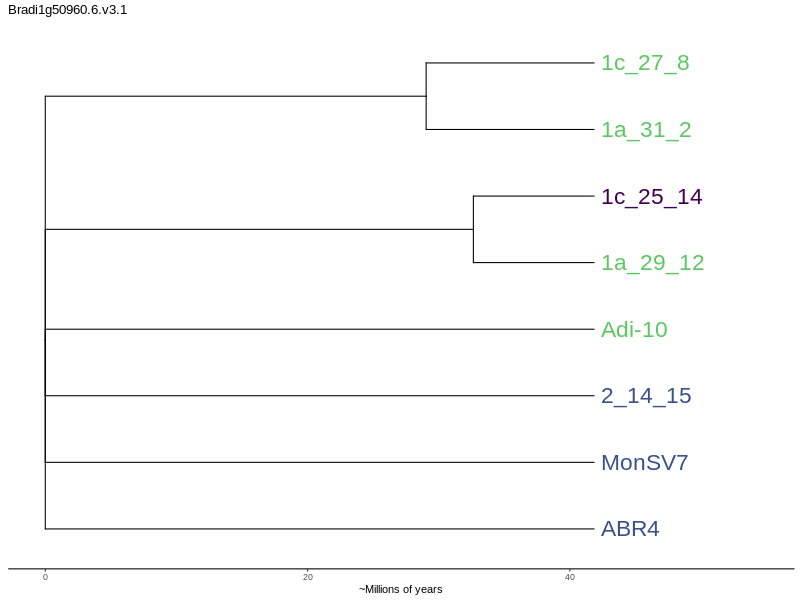 Bradi1g50960.6.v3.1
1c_27_8
1a_31_2
1c_25_14
1a_29_12
Adi-10
2_14_15
MonSV7
ABR4
0 20 40
~Millions of years